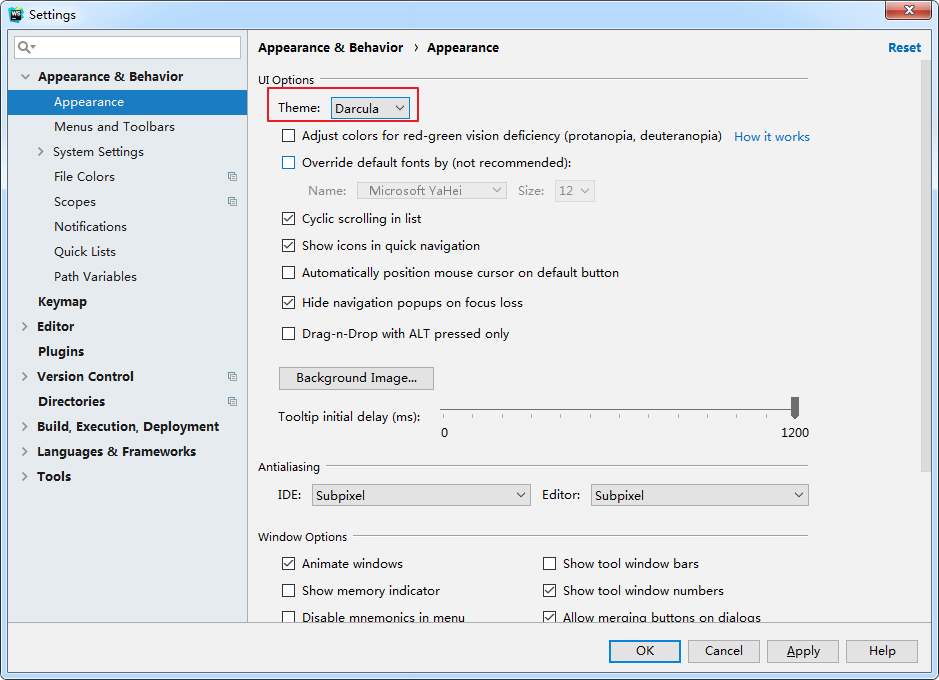 WS Settings
Appearance & Behavior
Appearance
Menus and Toolbars
System Settings
File Colors
Scopes
Notifications
Quick Lists
Path Variables
Keymap
Editor
Plugins
Version Control
Directories
Build, Execution, Deployment
Languages & Frameworks
Tools
Appearance & Behavior › Appearance Reset
UI Options
Theme: Darcula
Adjust colors for red-green vision deficiency (protanopia, deuteranopia) How it works
Override default fonts by (not recommended):
Name: Microsoft YaHei Size: 12
Cyclic scrolling in list
Show icons in quick navigation
Automatically position mouse cursor on default button
Hide navigation popups on focus loss
Drag-n-Drop with ALT pressed only
Background Image...
Tooltip initial delay (ms):
0 1200
Antialiasing
IDE: Subpixel Editor: Subpixel
Window Options
Animate windows Show tool window bars
Show memory indicator Show tool window numbers
Disable mnemonics in menu Allow merging buttons on dialogs
OK Cancel Apply Help